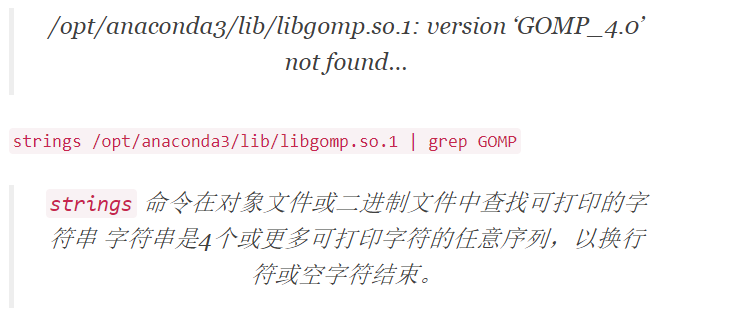 /opt/anaconda3/lib/libgomp.so.1: version ‘GOMP_4.0’
not found...
strings /opt/anaconda3/lib/libgomp.so.1 | grep GOMP
strings 命令在对象文件或二进制文件中查找可打印的字
符串 字符串是4个或更多可打印字符的任意序列，以换行
符或空字符结束。